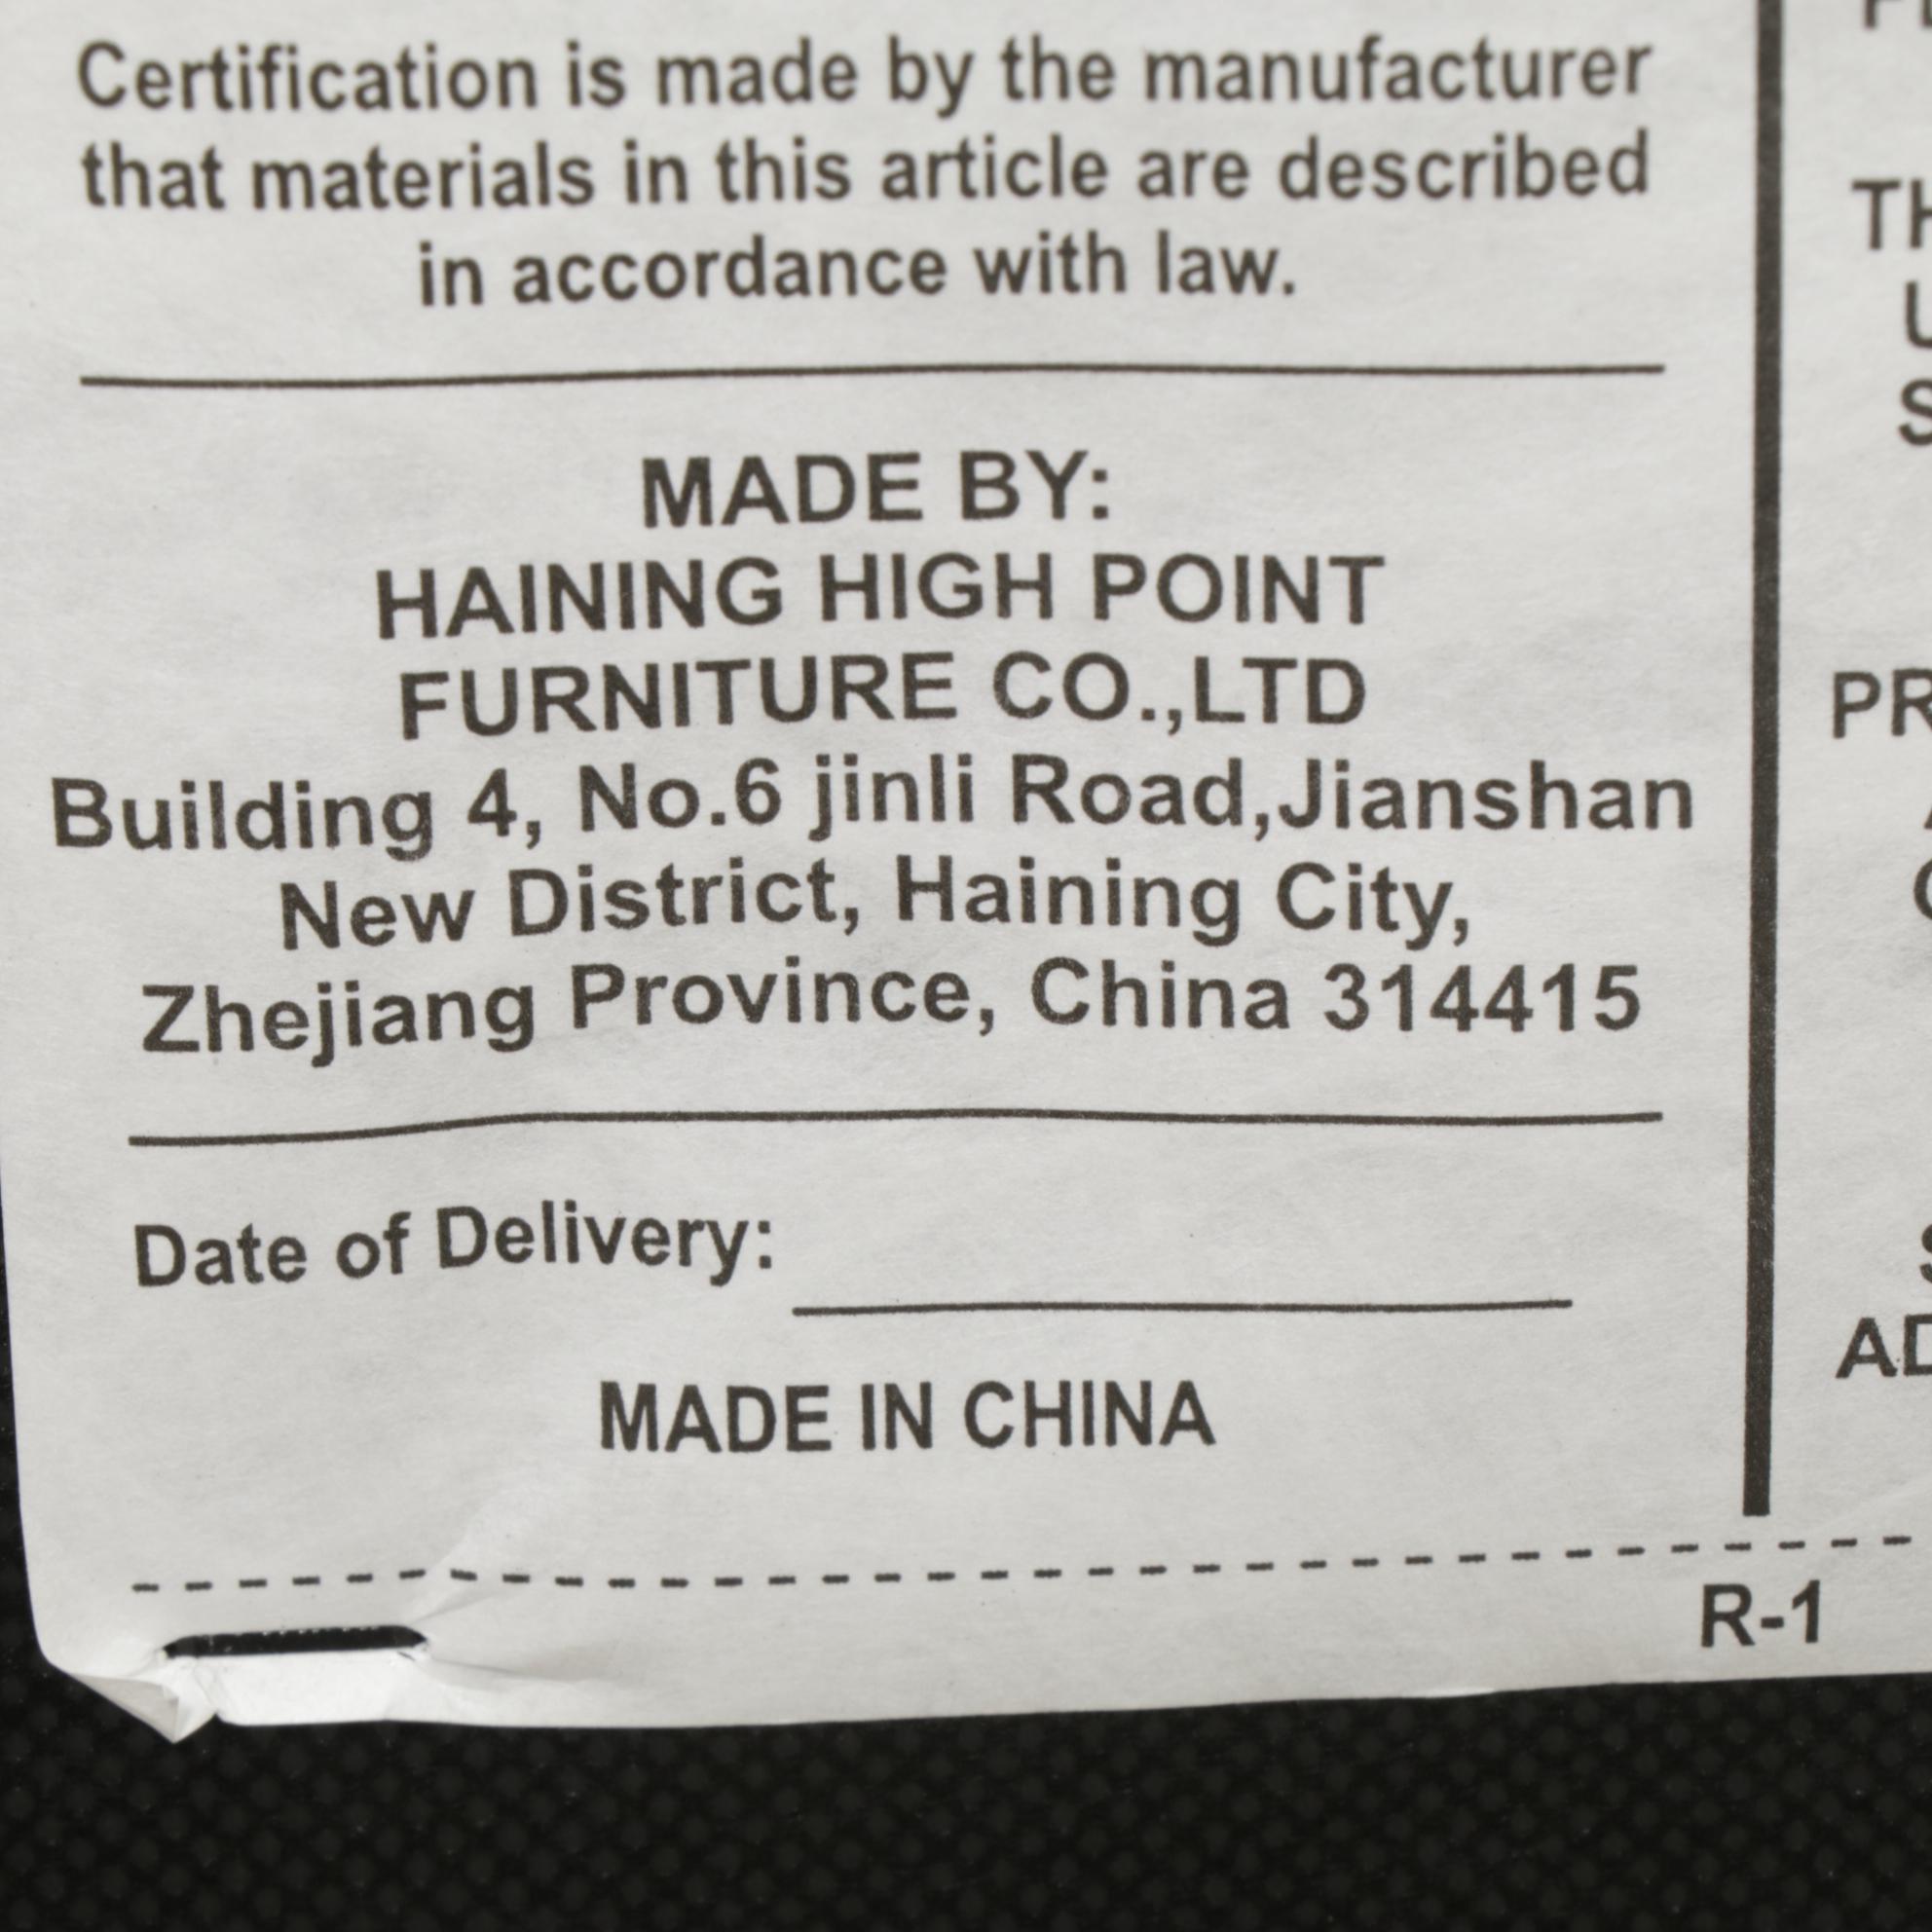 Certification is made by the manufacturer
that materials in this article are described
in accordance with law.
MADE BY:
HAINING HIGH POINT
FURNITURE CO.,LTD
Building 4, No.6 jinli Road,Jianshan
New District, Haining City,
Zhejiang Province, China 314415
Date of Delivery:
MADE IN CHINA
R-1